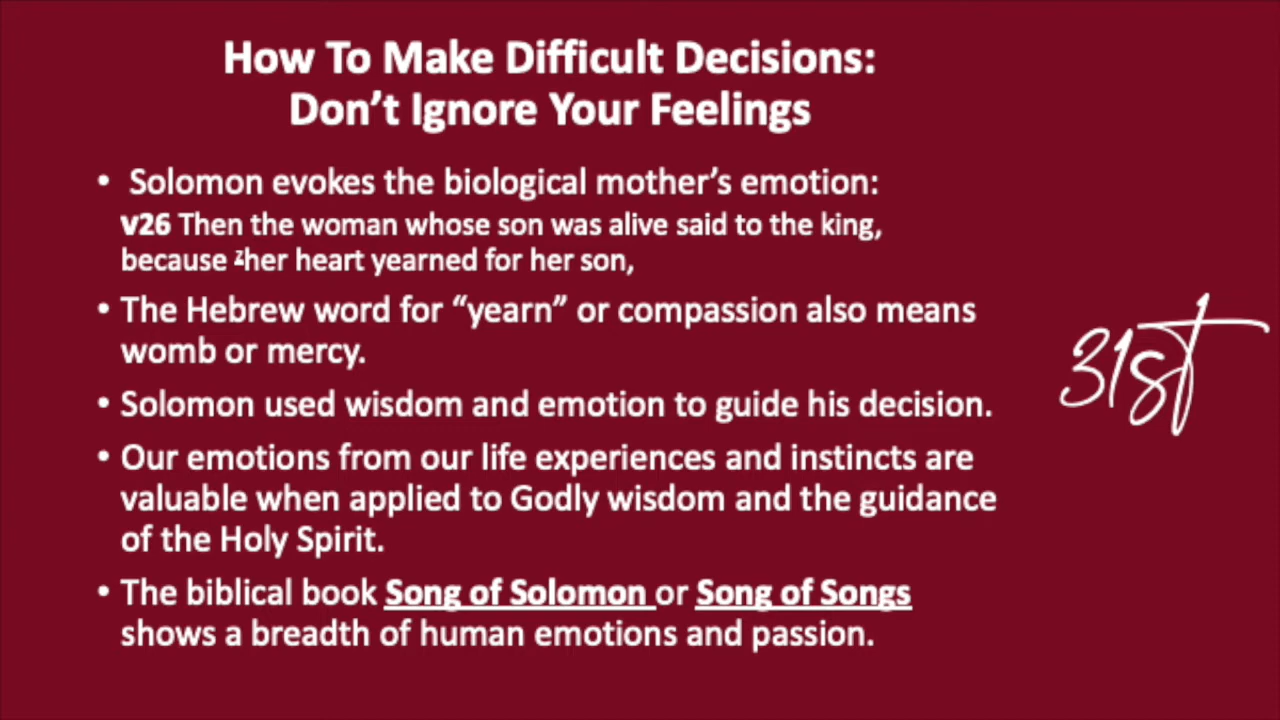 How To Make Difficult Decisions:
Don’t Ignore Your Feelings
• Solomon evokes the biological mother’s emotion:
v26 Then the woman whose son was alive said to the king,
because ᶻher heart yearned for her son,
• The Hebrew word for “yearn” or compassion also means
womb or mercy.
• Solomon used wisdom and emotion to guide his decision.
• Our emotions from our life experiences and instincts are
valuable when applied to Godly wisdom and the guidance
of the Holy Spirit.
• The biblical book Song of Solomon or Song of Songs
shows a breadth of human emotions and passion.
31st